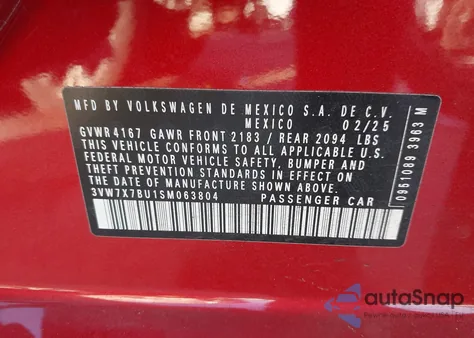 MFD BY VOLKSWAGEN DE MEXICO S.A. DE C.V.
MEXICO 02/25
GVWR4167 GAWR FRONT 2183 / REAR 2094 LBS
THIS VEHICLE CONFORMS TO ALL APPLICABLE U.S.
FEDERAL MOTOR VEHICLE SAFETY, BUMPER AND
THEFT PREVENTION STANDARDS IN EFFECT ON
THE DATE OF MANUFACTURE SHOWN ABOVE
3VW7X7BU1SM063804 PASSENGER CAR
0951089 3963 M
autoSnap